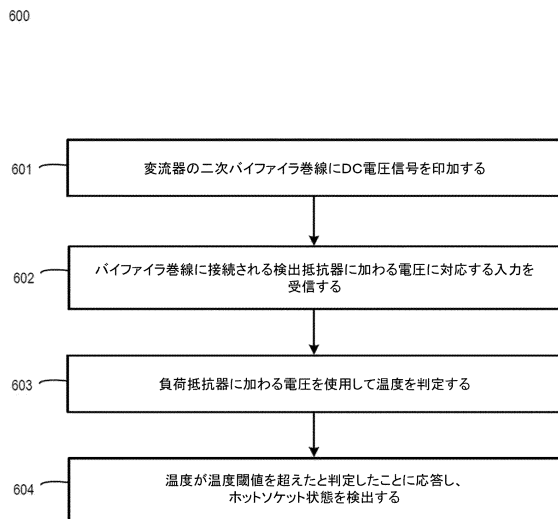 600
601
変流器の二次バイファイラ巻線にDC電圧信号を印加する
602
バイファイラ巻線に接続される検出抵抗器に加わる電圧に対応する入力を
受信する
603
負荷抵抗器に加わる電圧を使用して温度を判定する
604
温度が温度閾値を超えたと判定したことに応答し、
ホットソケット状態を検出する